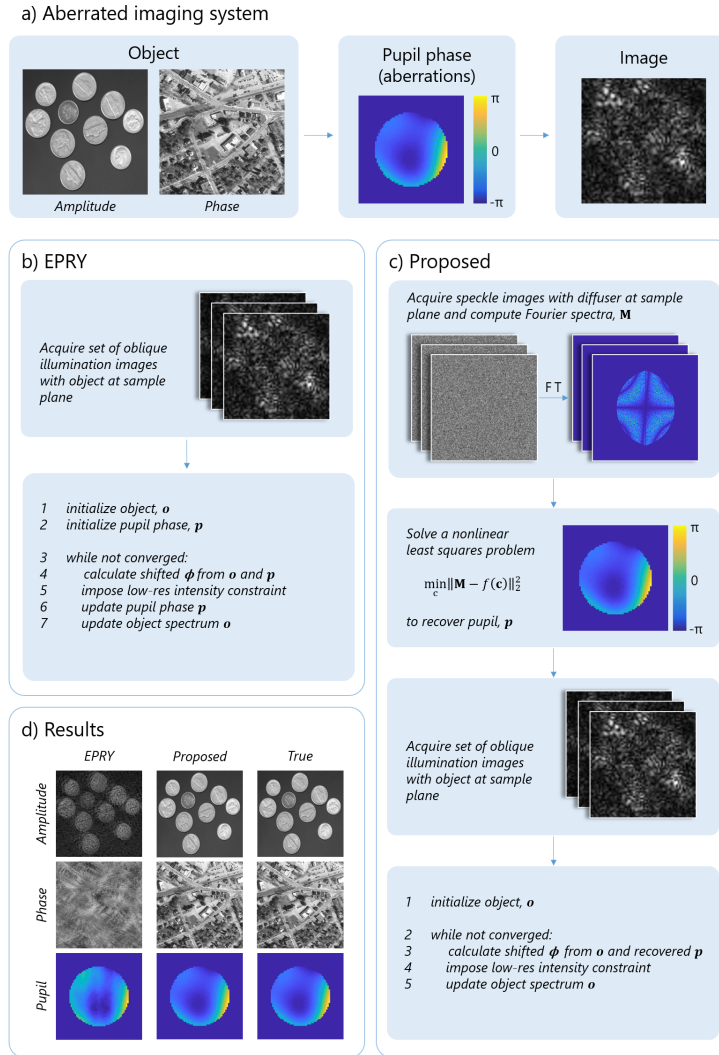 a) Aberrated imaging system
Object
Amplitude
Phase
Pupil phase
(aberrations)
π
0
-π
Image
b) EPRY
Acquire set of oblique
illumination images
with object at sample
plane
1 initialize object, o
2 initialize pupil phase, p
3 while not converged:
4 calculate shifted ϕ from o and p
5 impose low-res intensity constraint
6 update pupil phase p
7 update object spectrum o
c) Proposed
Acquire speckle images with diffuser at sample
plane and compute Fourier spectra, M
F T
Solve a nonlinear
least squares problem
min_c ‖M − f(c)‖₂²
to recover pupil, p
π
0
-π
Acquire set of oblique
illumination images
with object at sample
plane
1 initialize object, o
2 while not converged:
3 calculate shifted ϕ from o and recovered p
4 impose low-res intensity constraint
5 update object spectrum o
d) Results
EPRY Proposed True
Amplitude
Phase
Pupil